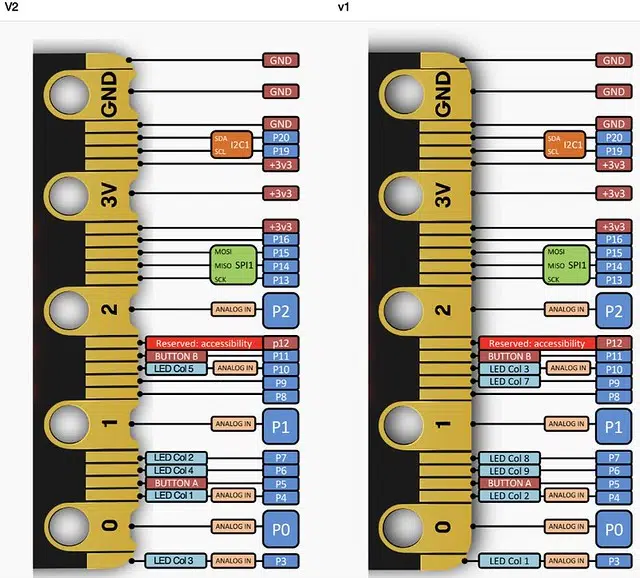 V2
v1
GND
GND
GND
GND
SDA
SCL
I2C1
P20
P19
+3v3
3V
+3v3
+3v3
P16
MOSI
MISO SPI1
SCK
P15
P14
P13
2
ANALOG IN
P2
Reserved: accessibility
p12
BUTTON B
P11
LED Col 5
ANALOG IN
P10
P9
P8
1
ANALOG IN
P1
LED Col 2
P7
LED Col 4
P6
BUTTON A
P5
LED Col 1
ANALOG IN
P4
0
ANALOG IN
P0
LED Col 3
ANALOG IN
P3
GND
GND
GND
GND
SDA
SCL
I2C1
P20
P19
+3v3
3V
+3v3
+3v3
P16
MOSI
MISO SPI1
SCK
P15
P14
P13
2
ANALOG IN
P2
Reserved: accessibility
P12
BUTTON B
P11
LED Col 3
ANALOG IN
P10
LED Col 7
P9
P8
1
ANALOG IN
P1
LED Col 8
P7
LED Col 9
P6
BUTTON A
P5
LED Col 2
ANALOG IN
P4
0
ANALOG IN
P0
LED Col 1
ANALOG IN
P3